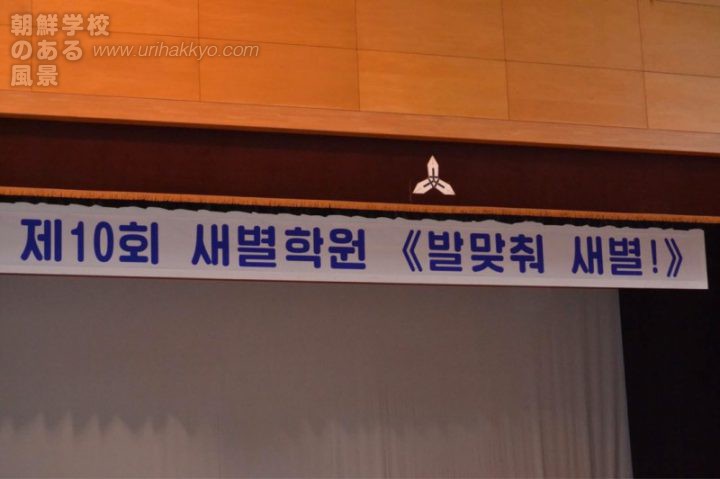 朝鮮学校
のある www.urihakkyo.com
風景
제10회 새별학원 《발맞춰 새별!》